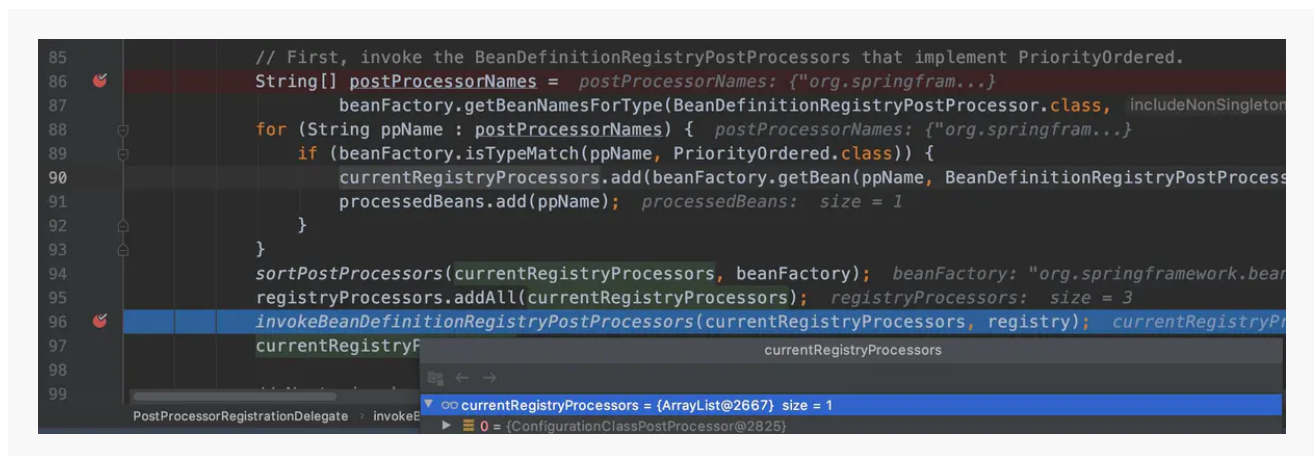 85 // First, invoke the BeanDefinitionRegistryPostProcessors that implement PriorityOrdered.
86 String[] postProcessorNames = postProcessorNames: {"org.springfram...}
87 beanFactory.getBeanNamesForType(BeanDefinitionRegistryPostProcessor.class, includeNonSingleton
88 for (String ppName : postProcessorNames) { postProcessorNames: {"org.springfram...}
89 if (beanFactory.isTypeMatch(ppName, PriorityOrdered.class)) {
90 currentRegistryProcessors.add(beanFactory.getBean(ppName, BeanDefinitionRegistryPostProcess
91 processedBeans.add(ppName); processedBeans: size = 1
92 }
93 }
94 sortPostProcessors(currentRegistryProcessors, beanFactory); beanFactory: "org.springframework.bean
95 registryProcessors.addAll(currentRegistryProcessors); registryProcessors: size = 3
96 invokeBeanDefinitionRegistryPostProcessors(currentRegistryProcessors, registry); currentRegistryPr
97 currentRegistryP
currentRegistryProcessors
98
99
currentRegistryProcessors = {ArrayList@2667} size = 1
PostProcessorRegistrationDelegate › invokeB
0 = {ConfigurationClassPostProcessor@2825}